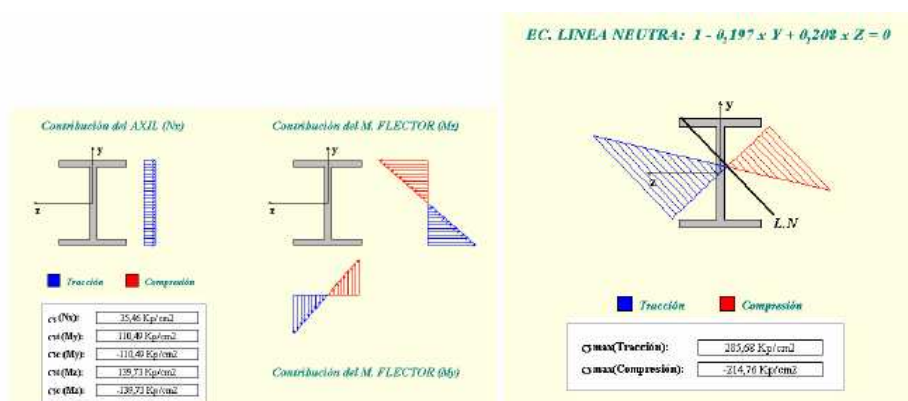 EC. LINEA NEUTRA: 1 - 0,197 x Y + 0,208 x Z = 0
Contribución del AXIL (Nx)
Contribución del M. FLECTOR (Mz)
y
z
y
z
y
z
L.N
Tracción
Compresión
σ(Nx): 35,46 Kp/cm2
σt(My): 110,49 Kp/cm2
σc(My): -110,49 Kp/cm2
σt(Mz): 139,73 Kp/cm2
σc(Mz): -139,73 Kp/cm2
Contribución del M. FLECTOR (My)
Tracción
Compresión
σmax(Tracción): 285,68 Kp/cm2
σmax(Compresión): -214,76 Kp/cm2